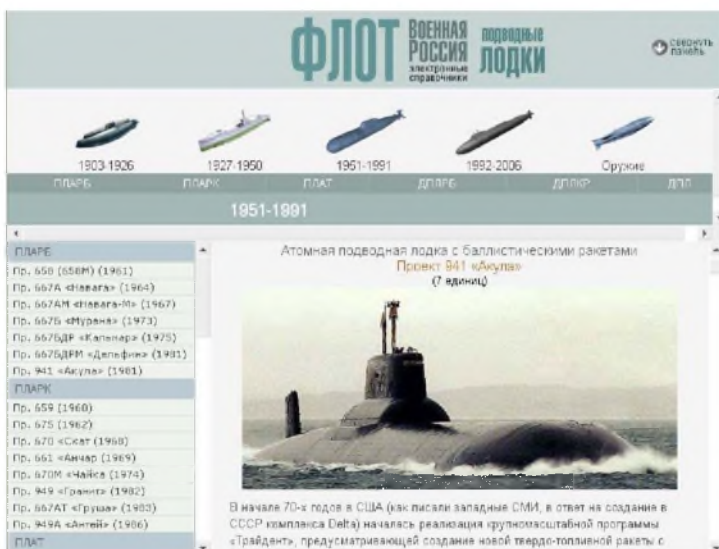 ФЛОТ
ВОЕННАЯ
РОССИЯ
электронные
справочники
подводные
ЛОДКИ
свернуть
панель
1903-1926
1927-1950
1951-1991
1992-2006
Оружие
ПЛАРБ ПЛАРК ПЛАТ ДПЛРБ ДПЛКР ДПЛ
1951-1991
ПЛАРБ
Пр. 658 (658М) (1961)
Пр. 667А «Навага» (1964)
Пр. 667АМ «Навага-М» (1967)
Пр. 667Б «Мурена» (1973)
Пр. 667БДР «Кальмар» (1975)
Пр. 667БДРМ «Дельфин» (1981)
Пр. 941 «Акула» (1981)
ПЛАРК
Пр. 659 (1960)
Пр. 675 (1962)
Пр. 670 «Скат (1968)
Пр. 661 «Анчар (1969)
Пр. 670М «Чайка (1974)
Пр. 949 «Гранит» (1982)
Пр. 667АТ «Груша» (1983)
Пр. 949А «Антей» (1986)
ПЛАТ
Атомная подводная лодка с баллистическими ракетами
Проект 941 «Акула»
(7 единиц)
В начале 70-х годов в США (как писали западные СМИ, в ответ на создание в
СССР комплекса Delta) началась реализация крупномасштабной программы
«Трайдент», предусматривающей создание новой твердо-топливной ракеты с